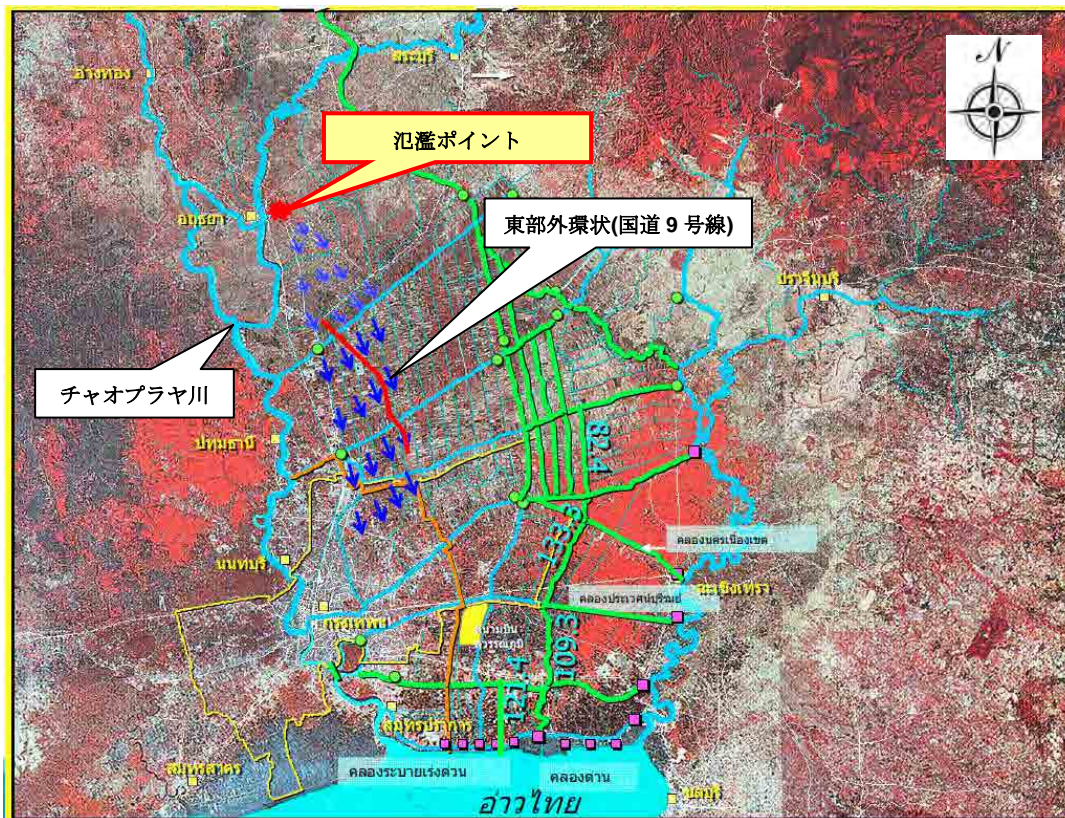 N
อ่างทอง
สระบุรี
氾濫ポイント
อยุธยา
東部外環状(国道 9 号線)
ปราจีนบุรี
チャオプラヤ川
ปทุมธานี
82.4
113.3
คลองนครเนื่องเขต
นนทบุรี
ฉะเชิงเทรา
คลองประเวศน์บุรีรมย์
กรุงเทพฯ
109.3
121.4
สมุทรปราการ
สมุทรสาคร
คลองระบายเร่งด่วน
คลองด่าน
อ่าวไทย
ชลบุรี